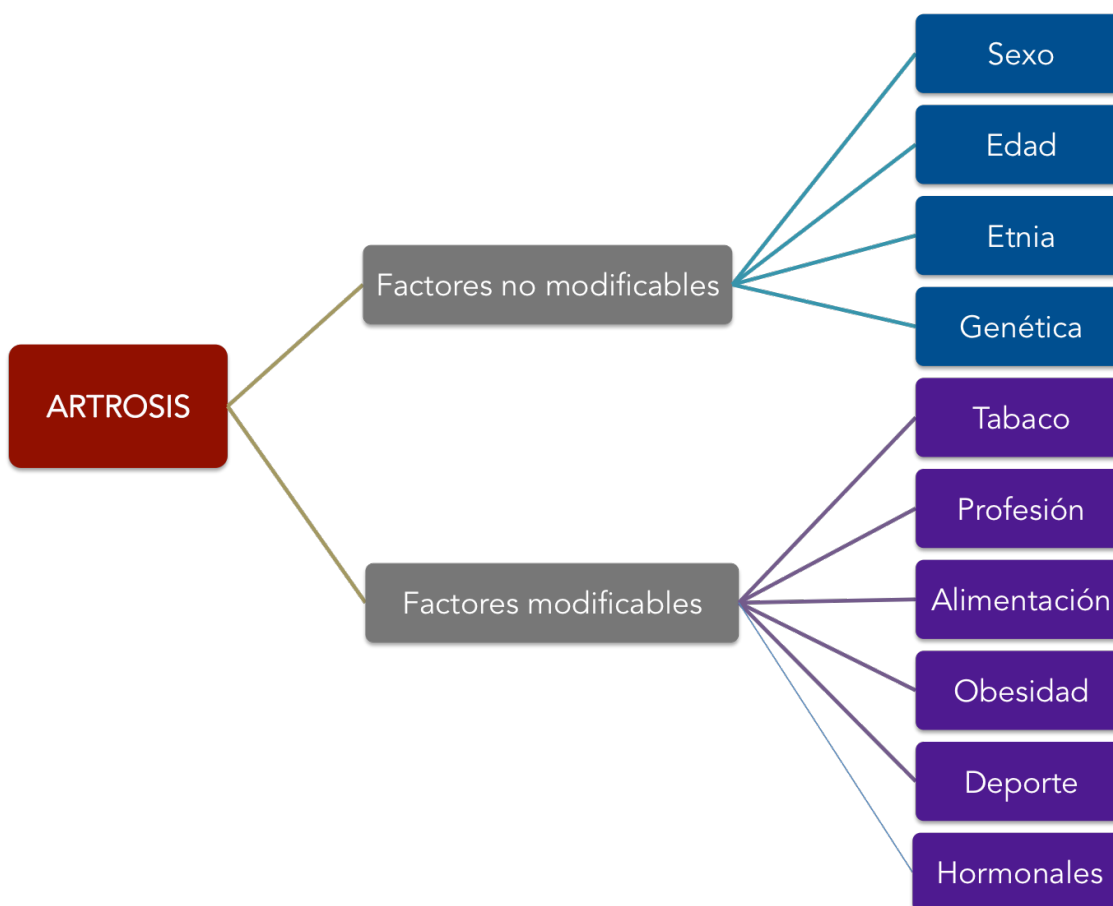 ARTROSIS
Factores no modificables
Sexo
Edad
Etnia
Genética
Factores modificables
Tabaco
Profesión
Alimentación
Obesidad
Deporte
Hormonales